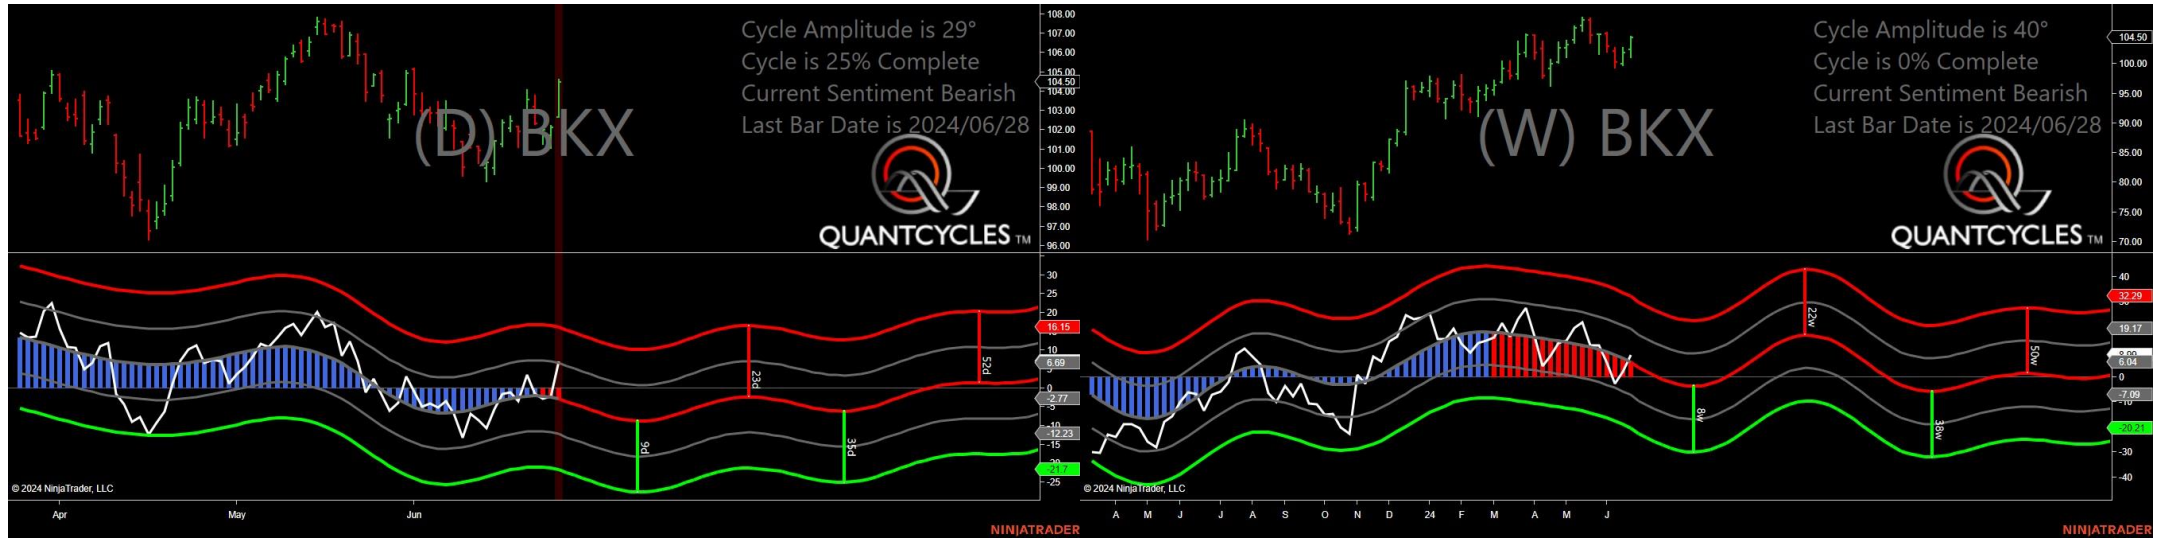 Cycle Amplitude is 29°
Cycle is 25% Complete
Current Sentiment Bearish
Last Bar Date is 2024/06/28
(D) BKX
QUANTCYCLES TM
108.00
107.00
106.00
105.00
104.50
104.00
103.00
102.00
101.00
100.00
99.00
98.00
97.00
96.00
30
25
20
16.15
10
6.69
0
-2.77
-5
-10
-12.23
-15
-21.7
-25
9d
23d
35d
52d
© 2024 NinjaTrader, LLC
Apr May Jun
NINJATRADER
Cycle Amplitude is 40°
Cycle is 0% Complete
Current Sentiment Bearish
Last Bar Date is 2024/06/28
(W) BKX
QUANTCYCLES TM
104.50
100.00
95.00
90.00
85.00
80.00
75.00
70.00
40
32.29
19.17
6.04
0
-7.09
-20.21
-30
-40
8w
22w
38w
50w
© 2024 NinjaTrader, LLC
A M J J A S O N D 24 F M A M J
NINJATRADER